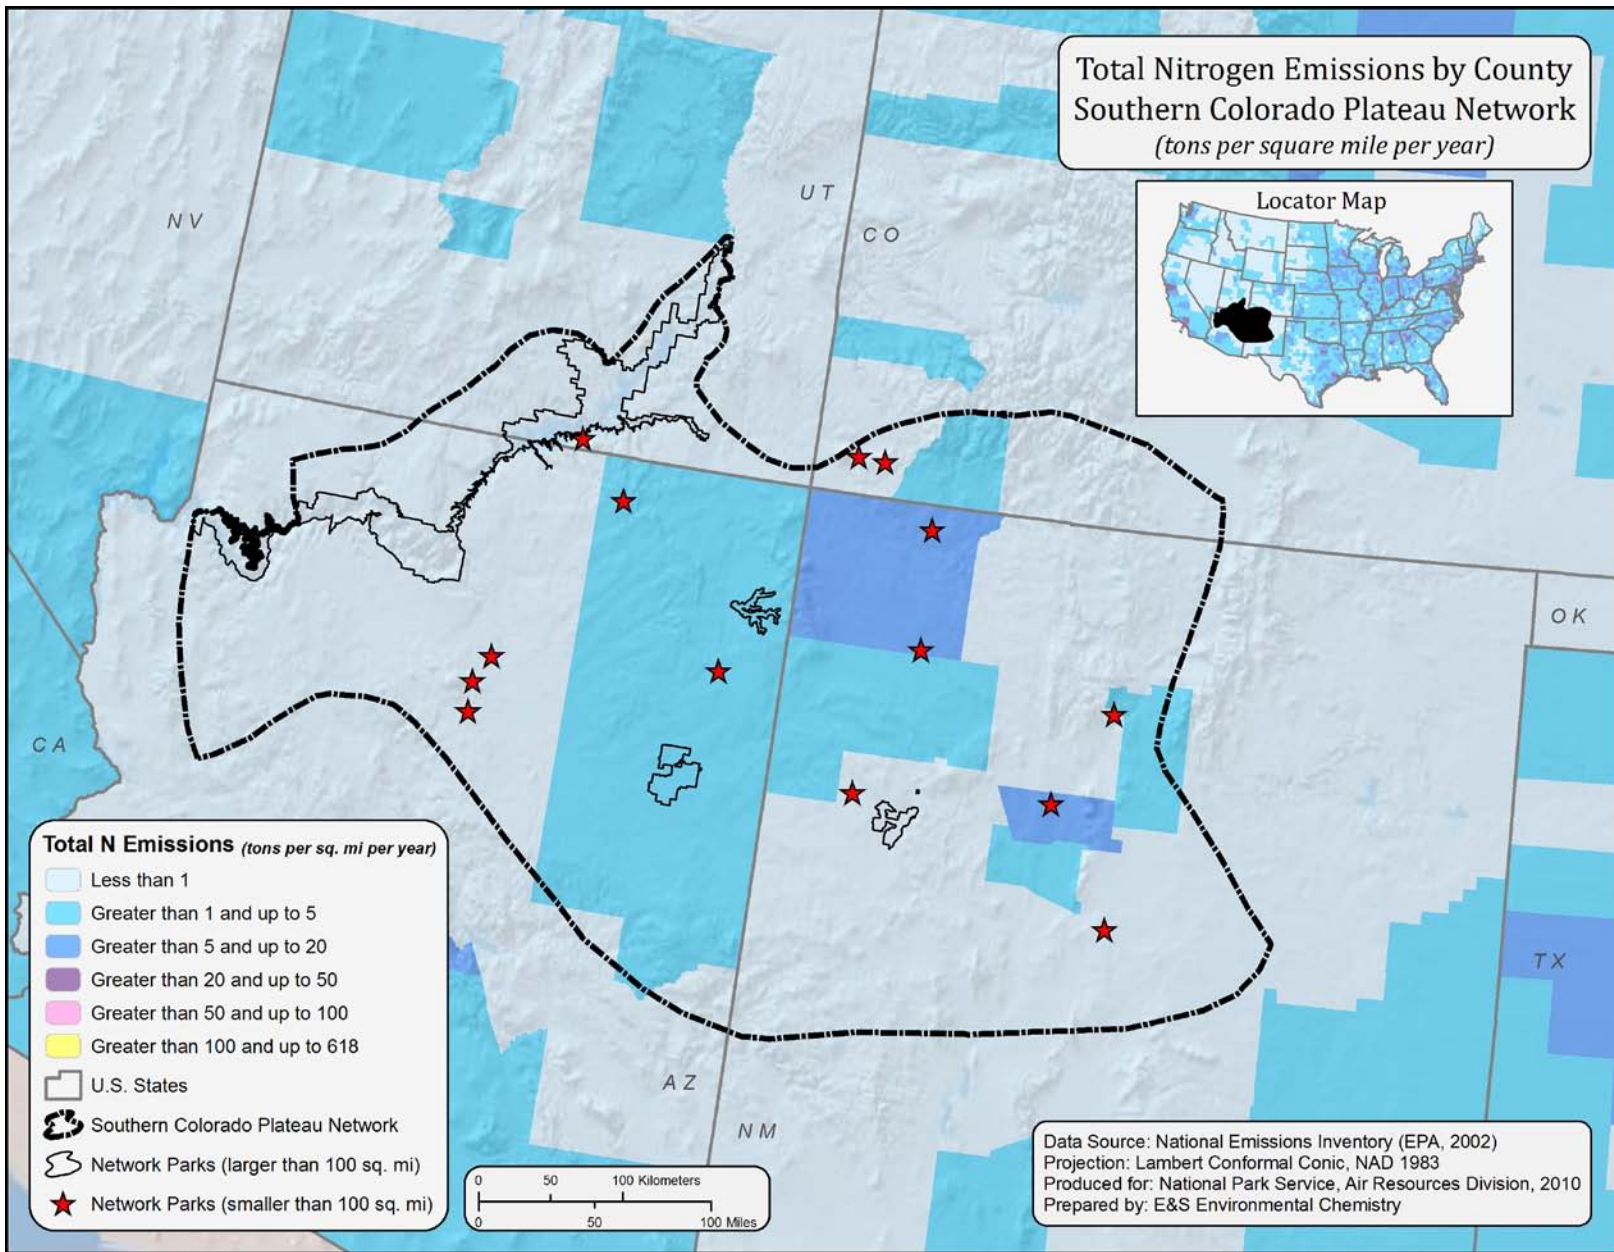 Total Nitrogen Emissions by County
Southern Colorado Plateau Network
(tons per square mile per year)
Locator Map
NV
UT
CO
OK
CA
TX
AZ
NM
Total N Emissions (tons per sq. mi per year)
Less than 1
Greater than 1 and up to 5
Greater than 5 and up to 20
Greater than 20 and up to 50
Greater than 50 and up to 100
Greater than 100 and up to 618
U.S. States
Southern Colorado Plateau Network
Network Parks (larger than 100 sq. mi)
Network Parks (smaller than 100 sq. mi)
0 50 100 Kilometers
0 50 100 Miles
Data Source: National Emissions Inventory (EPA, 2002)
Projection: Lambert Conformal Conic, NAD 1983
Produced for: National Park Service, Air Resources Division, 2010
Prepared by: E&S Environmental Chemistry